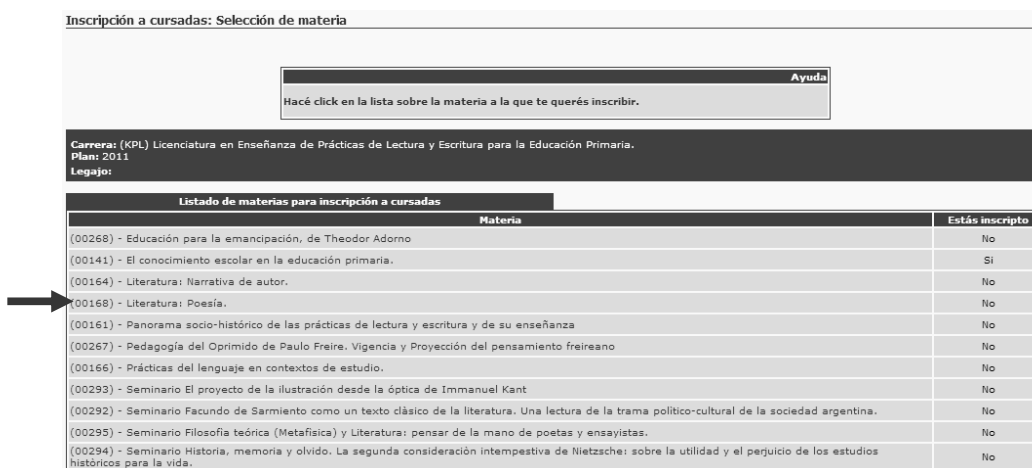 Inscripción a cursadas: Selección de materia
Ayuda
Hacé click en la lista sobre la materia a la que te querés inscribir.
Carrera: (KPL) Licenciatura en Enseñanza de Prácticas de Lectura y Escritura para la Educación Primaria.
Plan: 2011
Legajo:
Listado de materias para inscripción a cursadas
Materia Estás inscripto
(00268) - Educación para la emancipación, de Theodor Adorno No
(00141) - El conocimiento escolar en la educación primaria. Si
(00164) - Literatura: Narrativa de autor. No
(00168) - Literatura: Poesía. No
(00161) - Panorama socio-histórico de las prácticas de lectura y escritura y de su enseñanza No
(00267) - Pedagogía del Oprimido de Paulo Freire. Vigencia y Proyección del pensamiento freireano No
(00166) - Prácticas del lenguaje en contextos de estudio. No
(00293) - Seminario El proyecto de la ilustración desde la óptica de Immanuel Kant No
(00292) - Seminario Facundo de Sarmiento como un texto clàsico de la literatura. Una lectura de la trama polìtico-cultural de la sociedad argentina. No
(00295) - Seminario Filosofìa teòrica (Metafìsica) y Literatura: pensar de la mano de poetas y ensayistas. No
(00294) - Seminario Historia, memoria y olvido. La segunda consideraciòn intempestiva de Nietzsche: sobre la utilidad y el perjuicio de los estudios No
històricos para la vida.